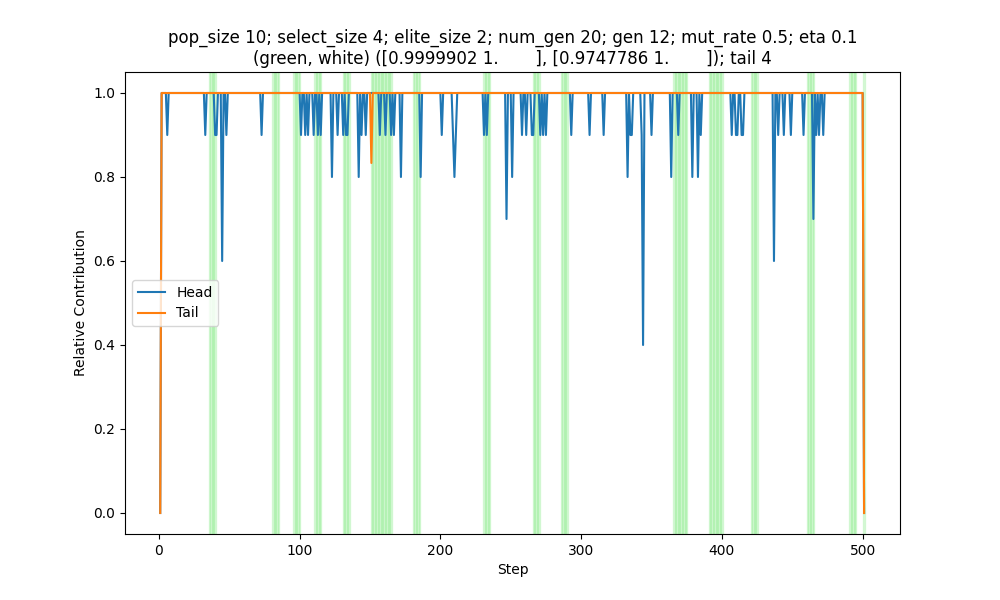 pop_size 10; select_size 4; elite_size 2; num_gen 20; gen 12; mut_rate 0.5; eta 0.1
(green, white) ([0.9999902 1.        ], [0.9747786 1.        ]); tail 4
1.0
0.8
0.6
0.4
0.2
0.0
Relative Contribution
Head
Tail
0
100
200
300
400
500
Step